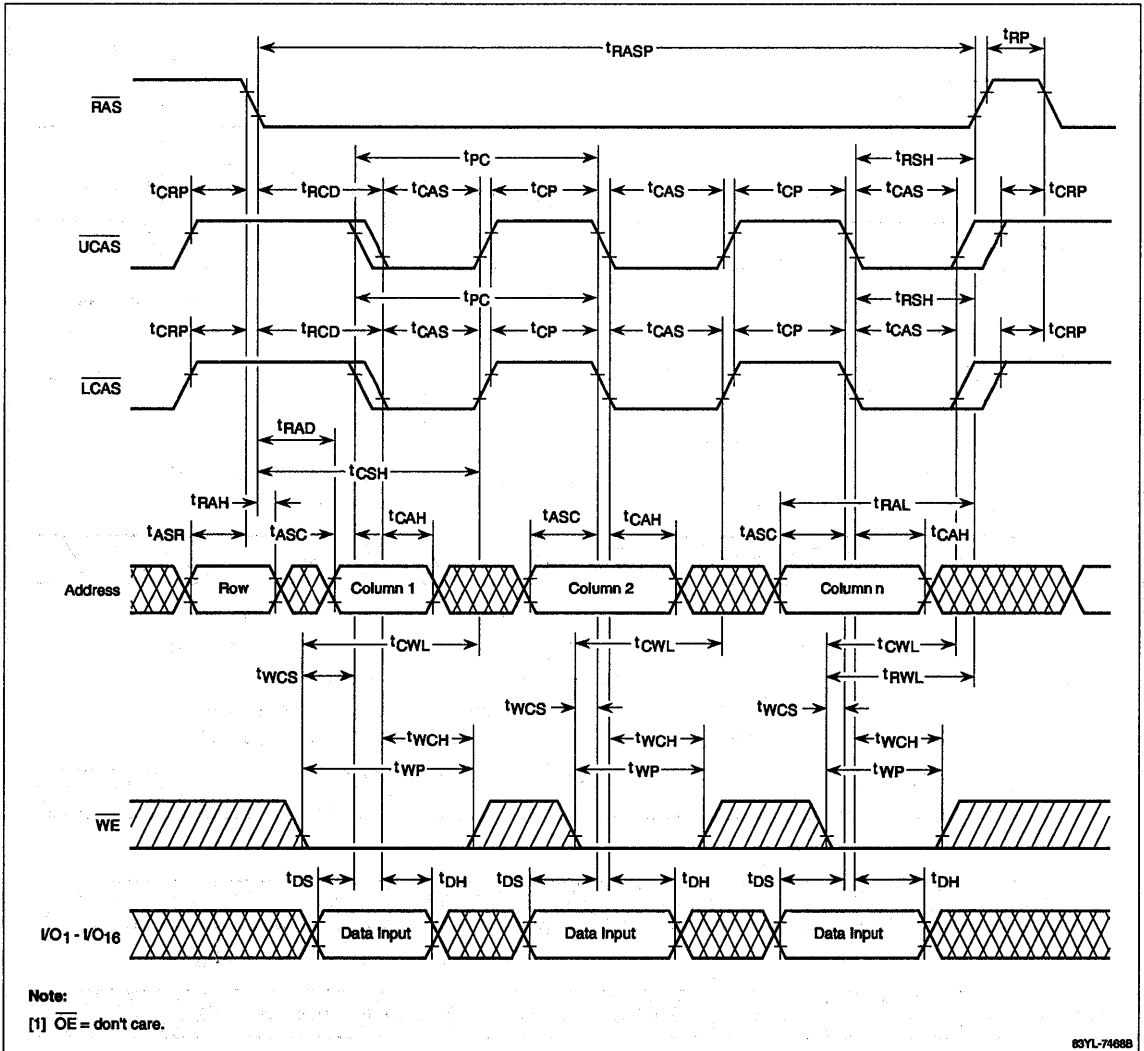 tRASP tRP
RAS
tPC tRSH
tCRP tRCD tCAS tCP tCAS tCP tCAS tCRP
UCAS
tPC tRSH
tCRP tRCD tCAS tCP tCAS tCP tCAS tCRP
LCAS
tRAD
tCSH
tRAH tRAL
tASR tASC tCAH tASC tCAH tASC tCAH
Address Row Column 1 Column 2 Column n
tCWL tCWL tCWL
tWCS tRWL
tWCS tWCS
tWCH tWCH tWCH
tWP tWP tWP
WE
tDS tDH tDS tDH tDS tDH
I/O1 - I/O16 Data Input Data Input Data Input
Note:
[1] OE = don't care.
83YL-7468B